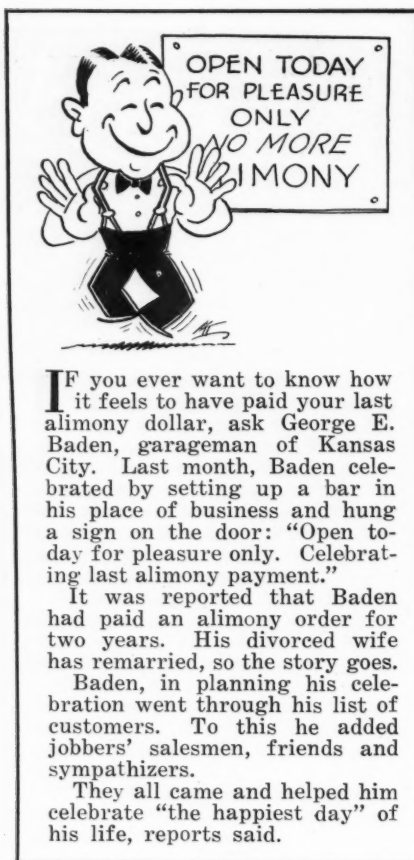 OPEN TODAY
FOR PLEASURE
ONLY
NO MORE
IMONY
IF you ever want to know how
it feels to have paid your last
alimony dollar, ask George E.
Baden, garageman of Kansas
City. Last month, Baden cele-
brated by setting up a bar in
his place of business and hung
a sign on the door: “Open to-
day for pleasure only. Celebrat-
ing last alimony payment.”
It was reported that Baden
had paid an alimony order for
two years. His divorced wife
has remarried, so the story goes.
Baden, in planning his cele-
bration went through his list of
customers. To this he added
jobbers’ salesmen, friends and
sympathizers.
They all came and helped him
celebrate “the happiest day” of
his life, reports said.